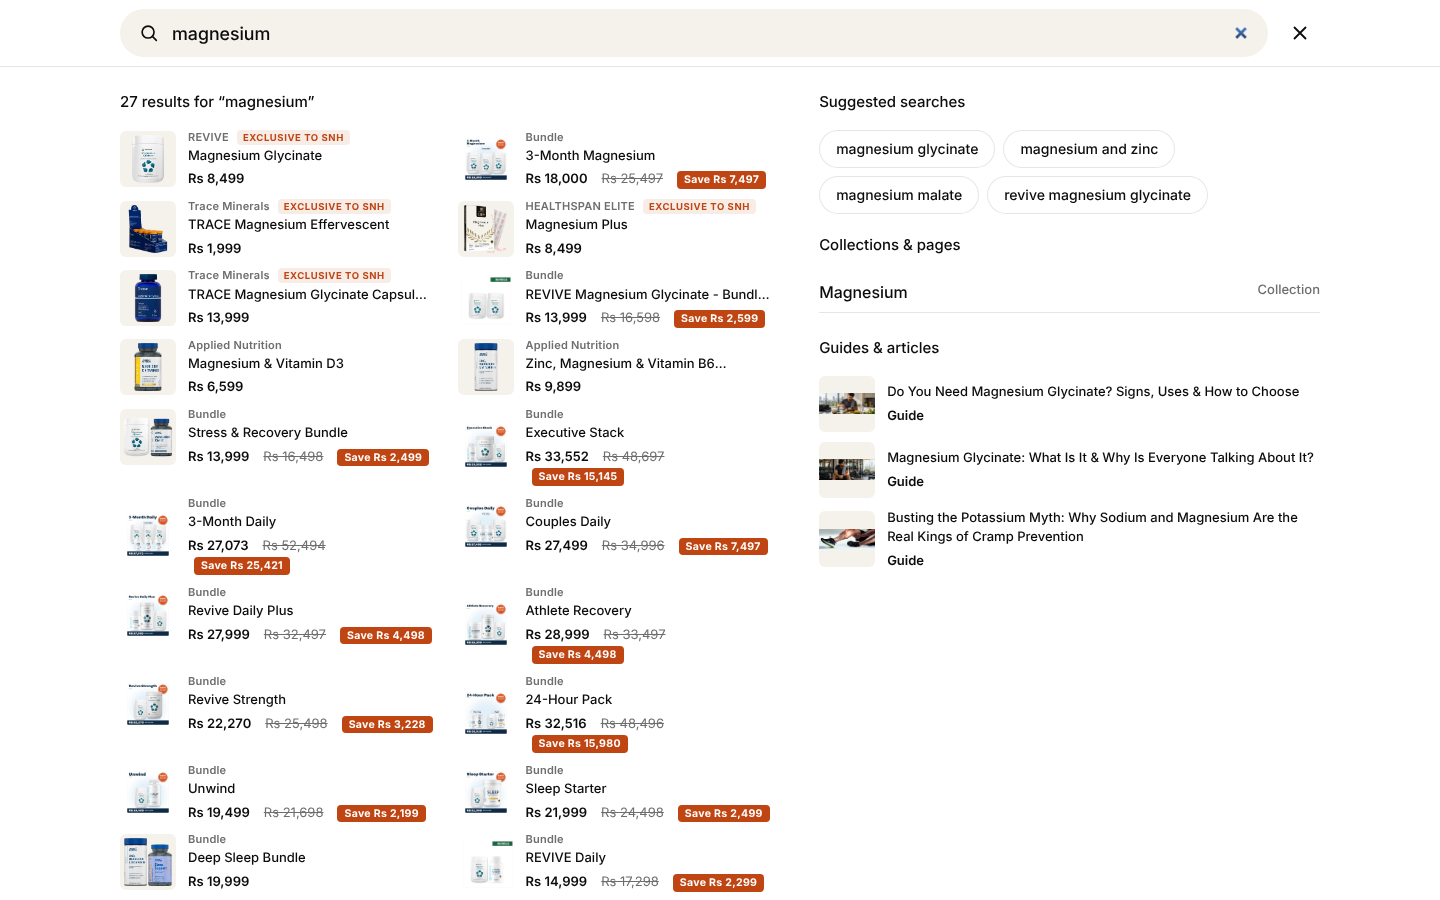 magnesium
27 results for “magnesium”
REVIVE EXCLUSIVE TO SNH
Magnesium Glycinate
Rs 8,499
Bundle
3-Month Magnesium
Rs 18,000 Rs 25,497 Save Rs 7,497
Trace Minerals EXCLUSIVE TO SNH
TRACE Magnesium Effervescent
Rs 1,999
HEALTHSPAN ELITE EXCLUSIVE TO SNH
Magnesium Plus
Rs 8,499
Trace Minerals EXCLUSIVE TO SNH
TRACE Magnesium Glycinate Capsul...
Rs 13,999
Bundle
REVIVE Magnesium Glycinate - Bundl...
Rs 13,999 Rs 16,598 Save Rs 2,599
Applied Nutrition
Magnesium & Vitamin D3
Rs 6,599
Applied Nutrition
Zinc, Magnesium & Vitamin B6...
Rs 9,899
Bundle
Stress & Recovery Bundle
Rs 13,999 Rs 16,498 Save Rs 2,499
Bundle
Executive Stack
Rs 33,552 Rs 48,697
Save Rs 15,145
Bundle
3-Month Daily
Rs 27,073 Rs 52,494
Save Rs 25,421
Bundle
Couples Daily
Rs 27,499 Rs 34,996 Save Rs 7,497
Bundle
Revive Daily Plus
Rs 27,999 Rs 32,497 Save Rs 4,498
Bundle
Athlete Recovery
Rs 28,999 Rs 33,497
Save Rs 4,498
Bundle
Revive Strength
Rs 22,270 Rs 25,498 Save Rs 3,228
Bundle
24-Hour Pack
Rs 32,516 Rs 48,496
Save Rs 15,980
Bundle
Unwind
Rs 19,499 Rs 21,698 Save Rs 2,199
Bundle
Sleep Starter
Rs 21,999 Rs 24,498 Save Rs 2,499
Bundle
Deep Sleep Bundle
Rs 19,999
Bundle
REVIVE Daily
Rs 14,999 Rs 17,298 Save Rs 2,299
Suggested searches
magnesium glycinate
magnesium and zinc
magnesium malate
revive magnesium glycinate
Collections & pages
Magnesium Collection
Guides & articles
Do You Need Magnesium Glycinate? Signs, Uses & How to Choose
Guide
Magnesium Glycinate: What Is It & Why Is Everyone Talking About It?
Guide
Busting the Potassium Myth: Why Sodium and Magnesium Are the
Real Kings of Cramp Prevention
Guide